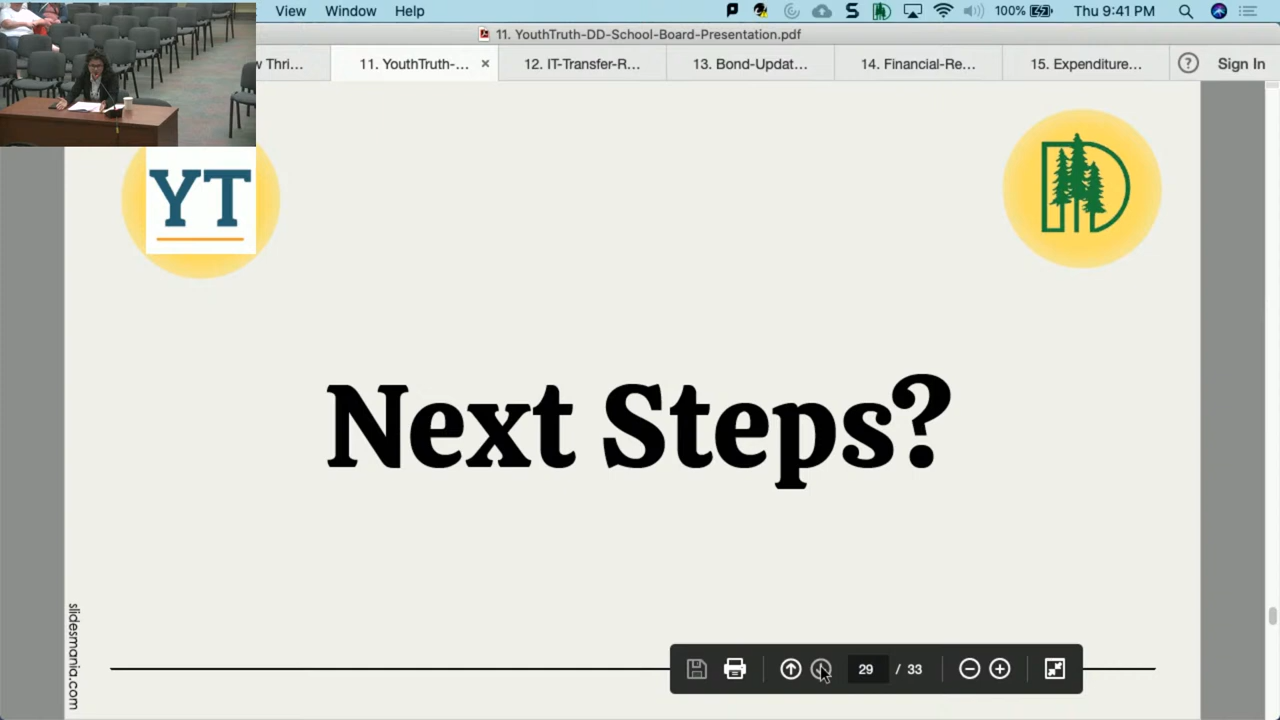 View Window Help
100% Thu 9:41 PM
11. YouthTruth-DD-School-Board-Presentation.pdf
w Thri...
11. YouthTruth-... ×
12. IT-Transfer-R...
13. Bond-Updat...
14. Financial-Re...
15. Expenditure...
? Sign In
YT
D
Next Steps?
slidesmania.com
29 / 33